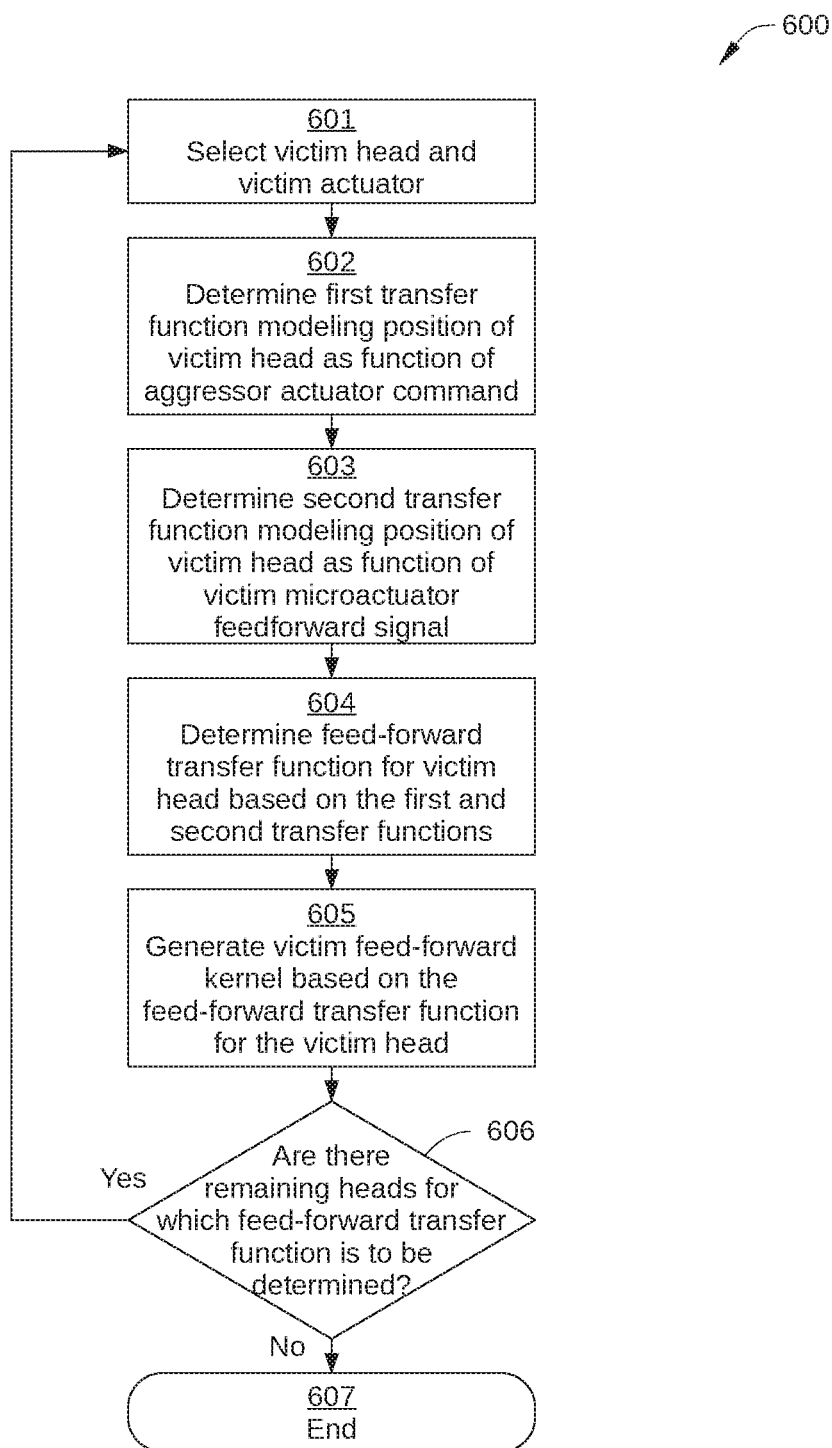 600
601
Select victim head and
victim actuator
602
Determine first transfer
function modeling position of
victim head as function of
aggressor actuator command
603
Determine second transfer
function modeling position of
victim head as function of
victim microactuator
feedforward signal
604
Determine feed-forward
transfer function for victim
head based on the first and
second transfer functions
605
Generate victim feed-forward
kernel based on the
feed-forward transfer function
for the victim head
606
Are there
remaining heads for
which feed-forward transfer
function is to be
determined?
Yes
No
607
End